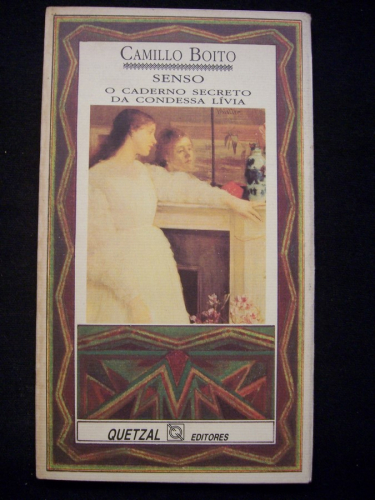 CAMILLO BOITO
SENSO
O CADERNO SECRETO
DA CONDESSA LÍVIA
QUETZAL EDITORES